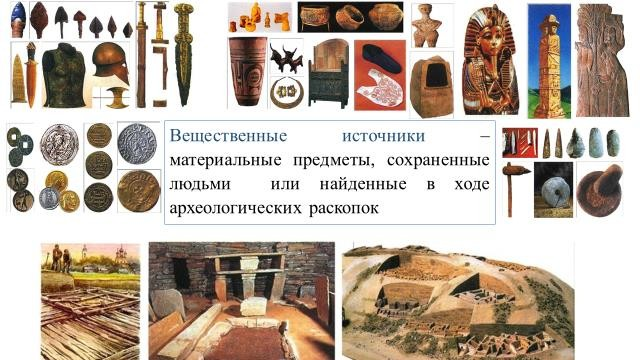 Вещественные источники –
материальные предметы, сохраненные
людьми или найденные в ходе
археологических раскопок